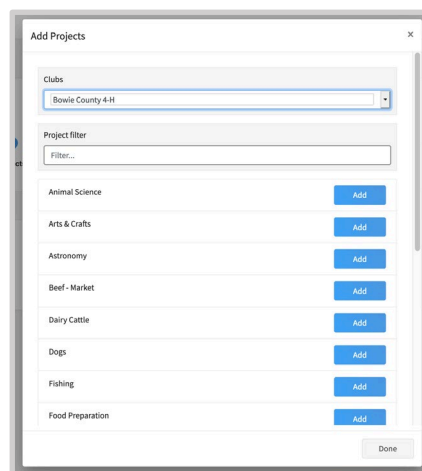 Add Projects ×
Clubs
Bowie County 4-H
Project filter
Filter...
Animal Science Add
Arts & Crafts Add
Astronomy Add
Beef - Market Add
Dairy Cattle Add
Dogs Add
Fishing Add
Food Preparation Add
Done